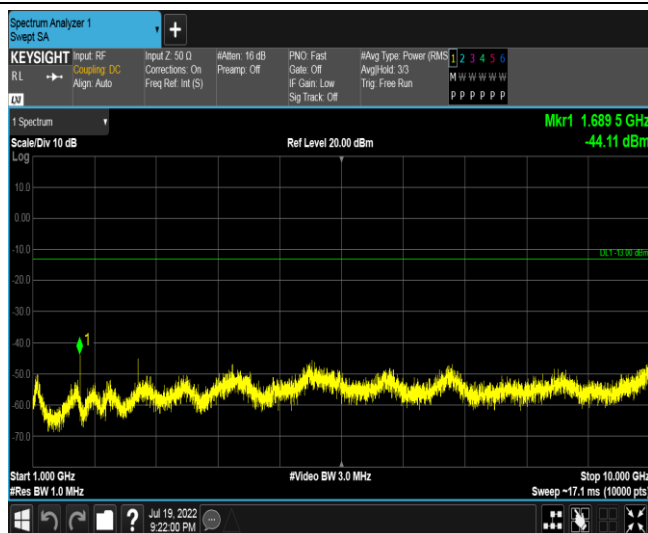 Spectrum Analyzer 1
Swept SA
KEYSIGHT
RL
LXI
Input: RF
Coupling: DC
Align: Auto
Input Z: 50 Ω
Corrections: On
Freq Ref: Int (S)
#Atten: 16 dB
Preamp: Off
PNO: Fast
Gate: Off
IF Gain: Low
Sig Track: Off
#Avg Type: Power (RMS
Avg|Hold: 3/3
Trig: Free Run
1 2 3 4 5 6
M W W W W W
P P P P P P
1 Spectrum
Mkr1 1.689 5 GHz
Scale/Div 10 dB
Ref Level 20.00 dBm
-44.11 dBm
Log
10.0
0.00
-10.0
DL1 -13.00 dBm
-20.0
-30.0
-40.0
1
-50.0
-60.0
-70.0
Start 1.000 GHz
#Video BW 3.0 MHz
Stop 10.000 GHz
#Res BW 1.0 MHz
Sweep ~17.1 ms (10000 pts)
?
Jul 19, 2022
9:22:00 PM